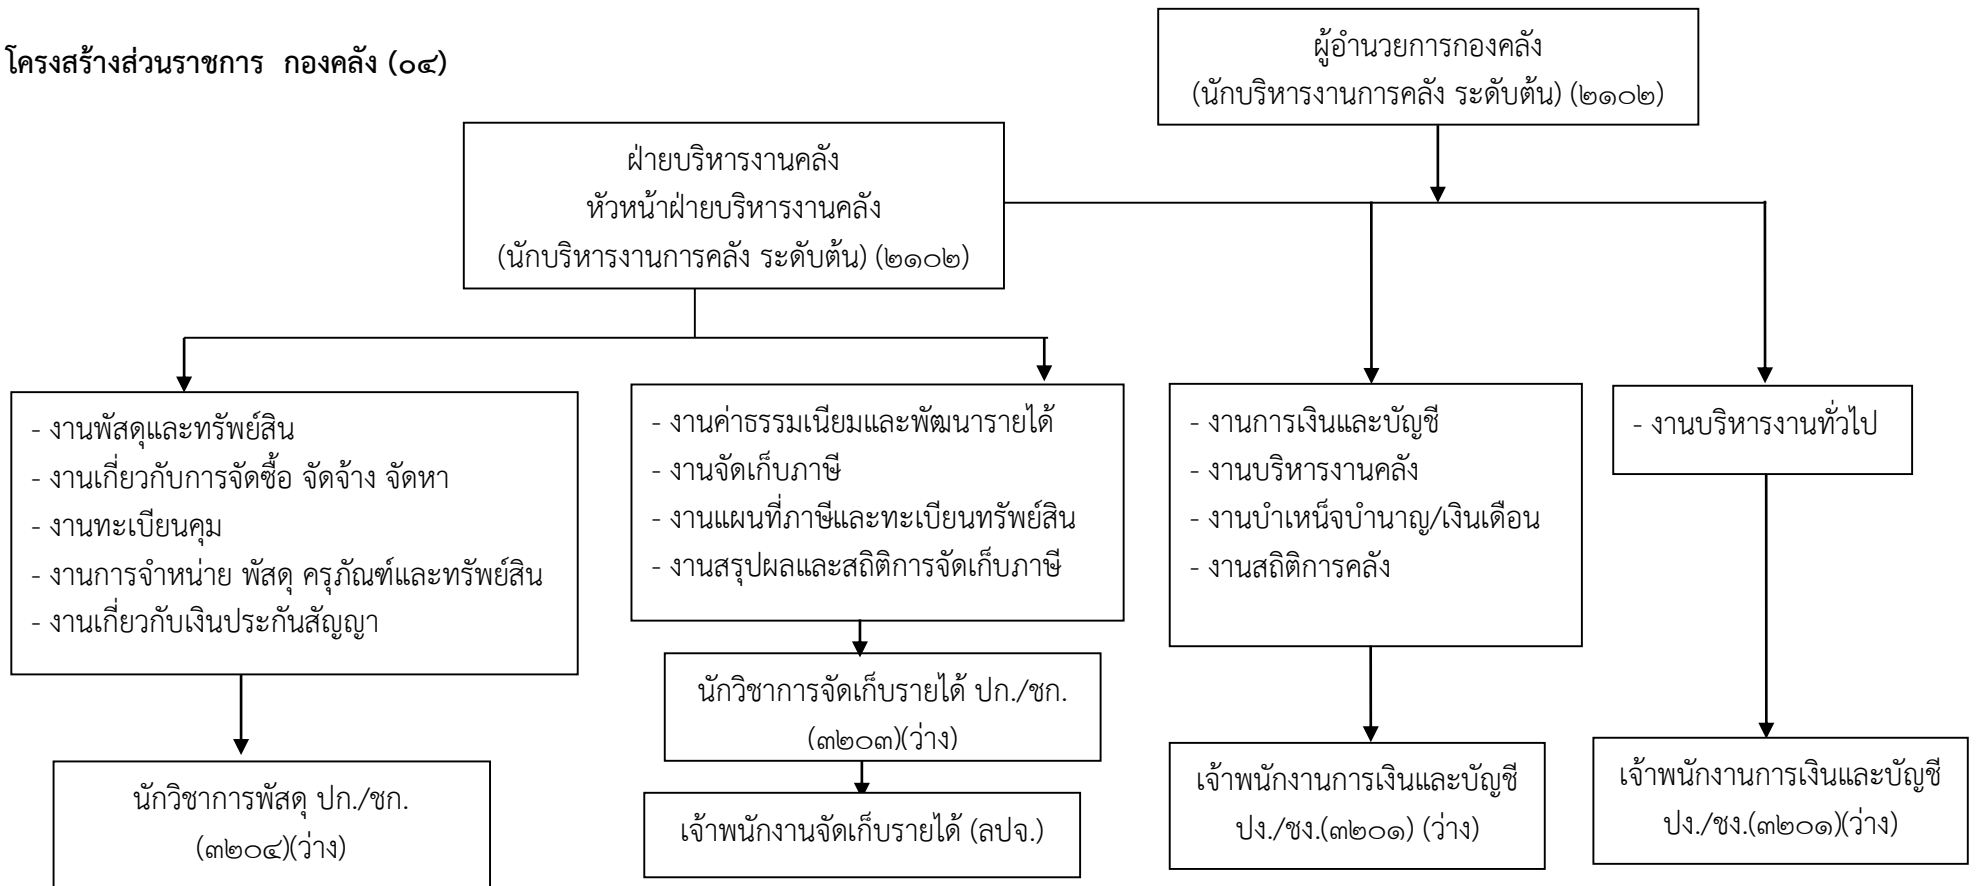 โครงสร้างส่วนราชการ กองคลัง (๐๔)
ผู้อำนวยการกองคลัง
(นักบริหารงานการคลัง ระดับต้น) (๒๑๐๒)
ฝ่ายบริหารงานคลัง
หัวหน้าฝ่ายบริหารงานคลัง
(นักบริหารงานการคลัง ระดับต้น) (๒๑๐๒)
- งานพัสดุและทรัพย์สิน
- งานเกี่ยวกับการจัดซื้อ จัดจ้าง จัดหา
- งานทะเบียนคุม
- งานการจำหน่าย พัสดุ ครุภัณฑ์และทรัพย์สิน
- งานเกี่ยวกับเงินประกันสัญญา
นักวิชาการพัสดุ ปก./ชก.
(๓๒๐๔)(ว่าง)
- งานค่าธรรมเนียมและพัฒนารายได้
- งานจัดเก็บภาษี
- งานแผนที่ภาษีและทะเบียนทรัพย์สิน
- งานสรุปผลและสถิติการจัดเก็บภาษี
นักวิชาการจัดเก็บรายได้ ปก./ชก.
(๓๒๐๓)(ว่าง)
เจ้าพนักงานจัดเก็บรายได้ (ลปจ.)
- งานการเงินและบัญชี
- งานบริหารงานคลัง
- งานบำเหน็จบำนาญ/เงินเดือน
- งานสถิติการคลัง
เจ้าพนักงานการเงินและบัญชี
ปง./ชง.(๓๒๐๑) (ว่าง)
- งานบริหารงานทั่วไป
เจ้าพนักงานการเงินและบัญชี
ปง./ชง.(๓๒๐๑)(ว่าง)